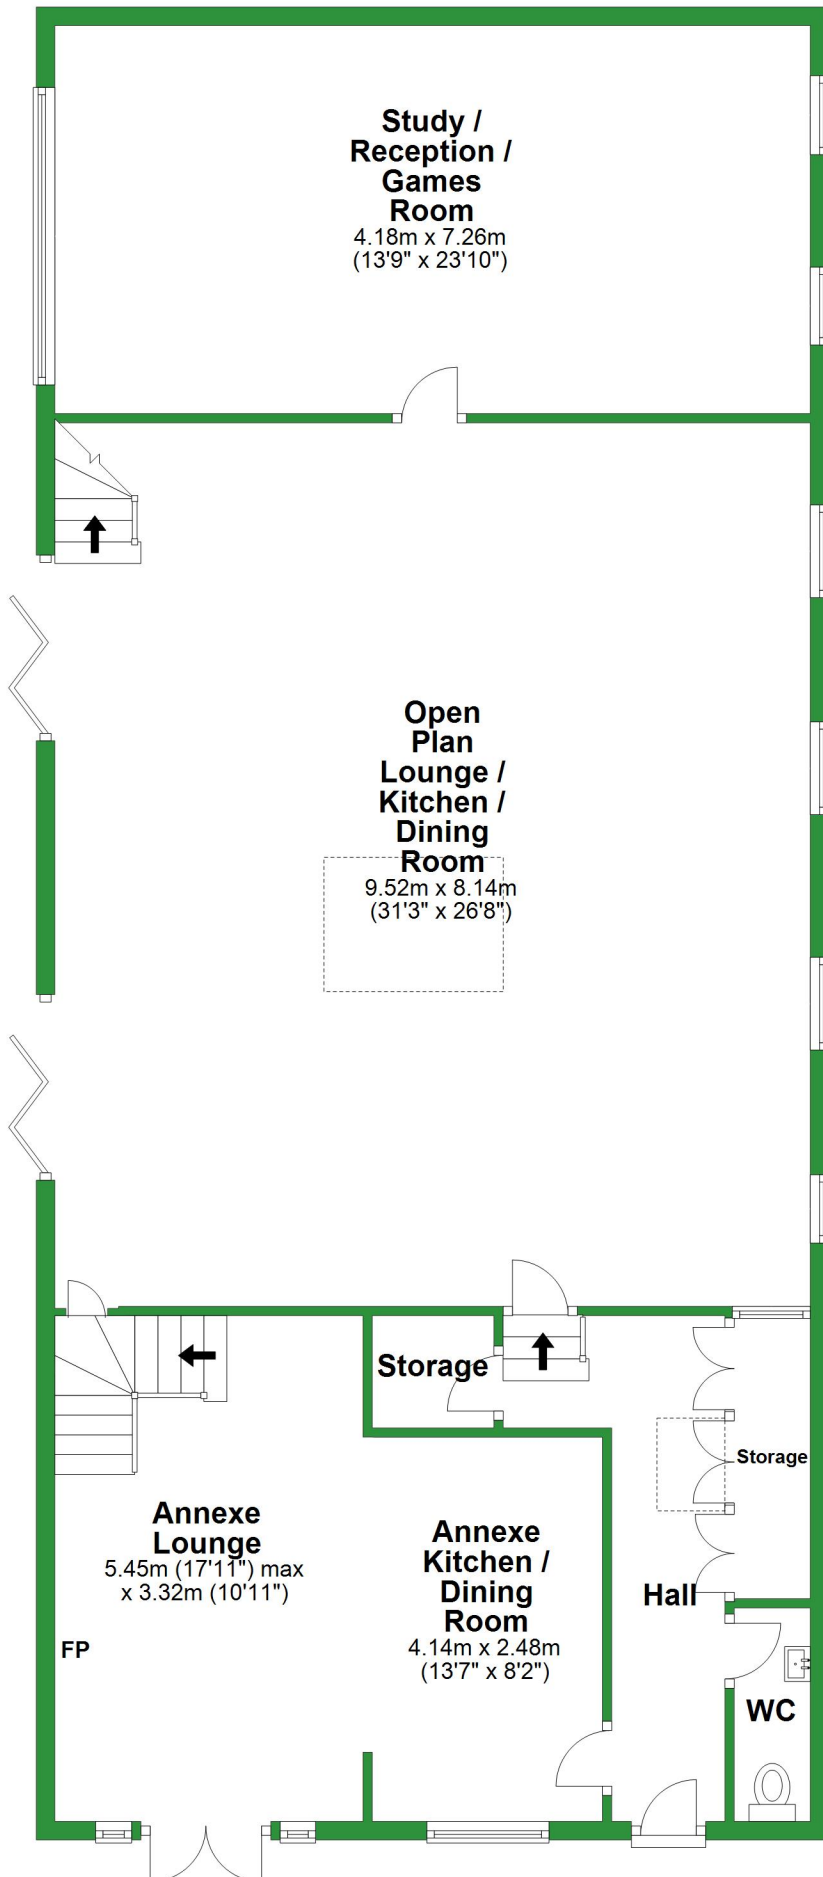 Study /
Reception /
Games
Room
4.18m x 7.26m
(13'9" x 23'10")
Open
Plan
Lounge /
Kitchen /
Dining
Room
9.52m x 8.14m
(31'3" x 26'8")
Storage
Storage
Annexe
Lounge
5.45m (17'11") max
x 3.32m (10'11")
Annexe
Kitchen /
Dining
Room
4.14m x 2.48m
(13'7" x 8'2")
Hall
FP
WC